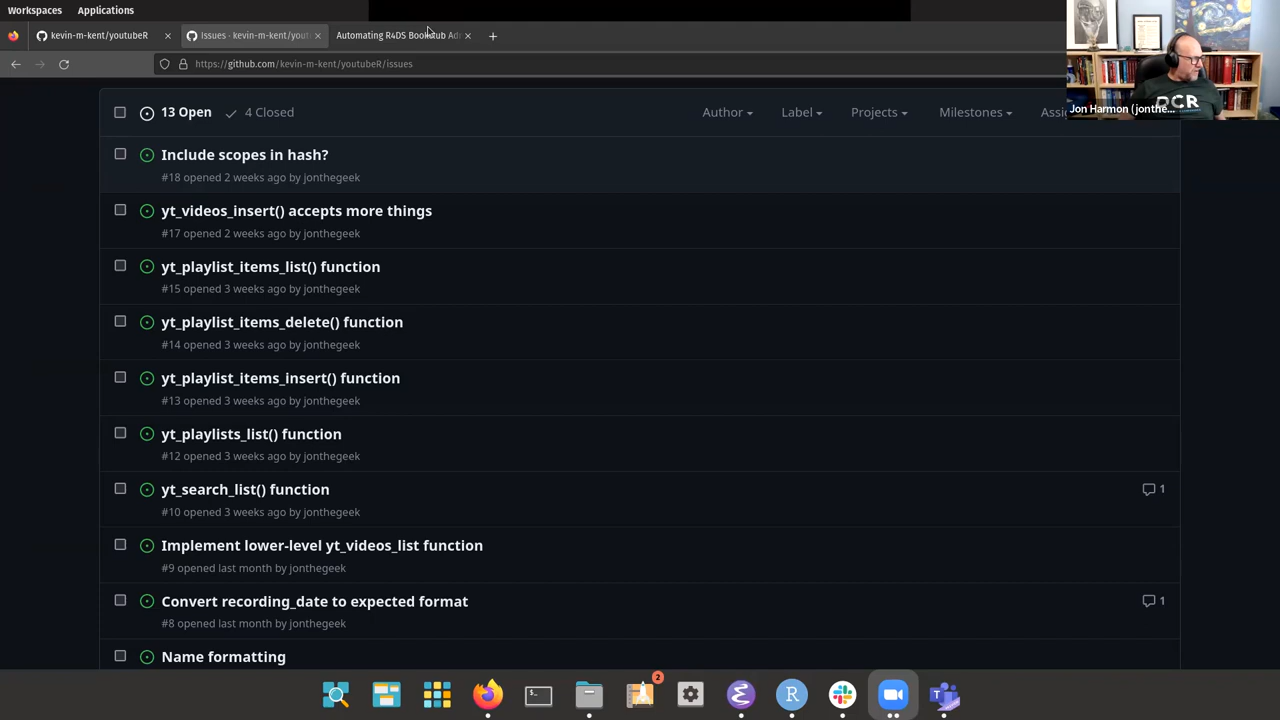 Workspaces Applications
kevin-m-kent/youtubeR Issues · kevin-m-kent/yout Automating R4DS Bookclub Ad
https://github.com/kevin-m-kent/youtubeR/issues
Jon Harmon (jonthe...
13 Open 4 Closed Author Label Projects Milestones Assi
Include scopes in hash?
#18 opened 2 weeks ago by jonthegeek
yt_videos_insert() accepts more things
#17 opened 2 weeks ago by jonthegeek
yt_playlist_items_list() function
#15 opened 3 weeks ago by jonthegeek
yt_playlist_items_delete() function
#14 opened 3 weeks ago by jonthegeek
yt_playlist_items_insert() function
#13 opened 3 weeks ago by jonthegeek
yt_playlists_list() function
#12 opened 3 weeks ago by jonthegeek
yt_search_list() function 1
#10 opened 3 weeks ago by jonthegeek
Implement lower-level yt_videos_list function
#9 opened last month by jonthegeek
Convert recording_date to expected format 1
#8 opened last month by jonthegeek
Name formatting
2